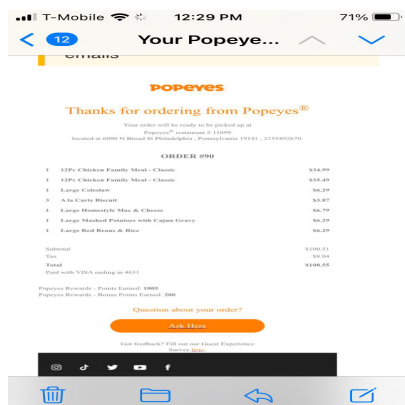 T-Mobile 12:29 PM 71%
12 Your Popeye...
emails
POPEYES
Thanks for ordering from Popeyes®
Your order will be ready to be picked up at
Popeyes® restaurant # 11099
located at 6000 N Broad St Philadelphia , Pennsylvania 19141 , 2155492670.
ORDER #90
1 12Pc Chicken Family Meal - Classic $34.99
1 12Pc Chicken Family Meal - Classic $35.49
1 Large Coleslaw $6.29
3 A la Carte Biscuit $3.87
1 Large Homestyle Mac & Cheese $6.79
1 Large Mashed Potatoes with Cajun Gravy $6.29
1 Large Red Beans & Rice $6.29
Subtotal $100.51
Tax $8.04
Total $108.55
Paid with VISA ending in 4631
Popeyes Rewards - Points Earned: 1005
Popeyes Rewards - Bonus Points Earned: 200
Question about your order?
Ask Here
Got feedback? Fill out our Guest Experience
Survey here.